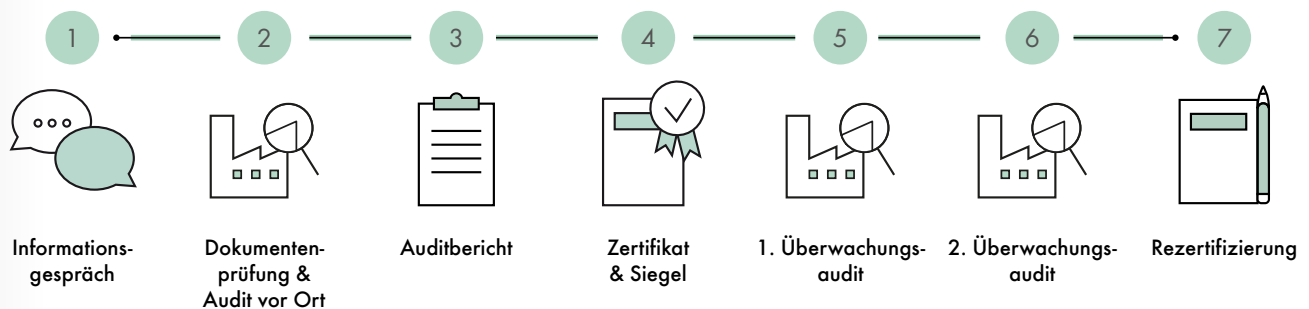 1 2 3 4 5 6 7
Informations-
gespräch
Dokumenten-
prüfung &
Audit vor Ort
Auditbericht
Zertifikat
& Siegel
1. Überwachungs-
audit
2. Überwachungs-
audit
Rezertifizierung